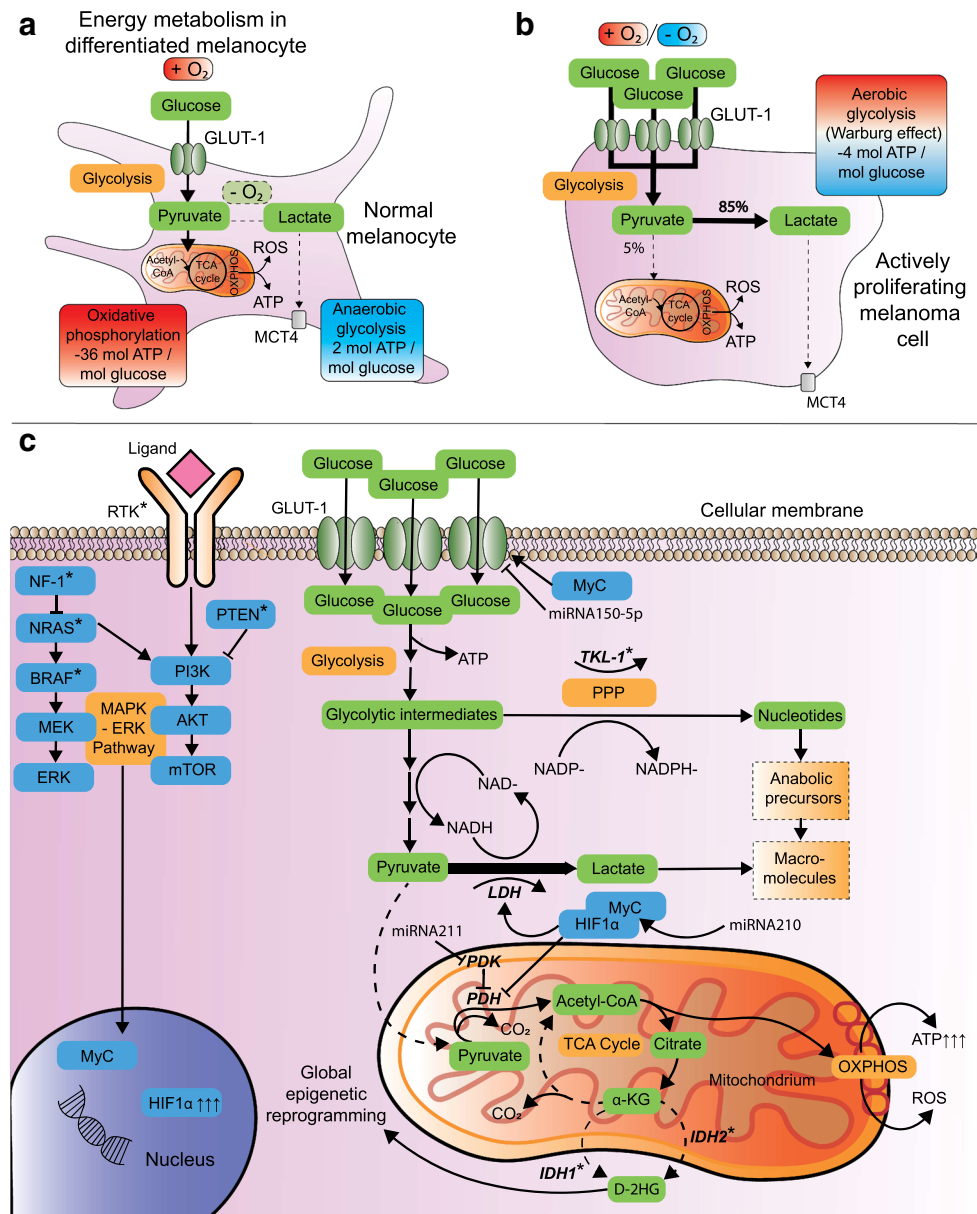 a
Energy metabolism in
differentiated melanocyte
+ O₂
Glucose
GLUT-1
Glycolysis
- O₂
Pyruvate
Lactate
Normal
melanocyte
Acetyl-
CoA
TCA
cycle
OXPHOS
ROS
ATP
MCT4
Oxidative
phosphorylation
-36 mol ATP /
mol glucose
Anaerobic
glycolysis
2 mol ATP /
mol glucose
b
+ O₂ / - O₂
Glucose
Glucose
Glucose
GLUT-1
Aerobic
glycolysis
(Warburg effect)
-4 mol ATP /
mol glucose
Glycolysis
Pyruvate
85%
Lactate
5%
Acetyl-
CoA
TCA
cycle
OXPHOS
ROS
ATP
Actively
proliferating
melanoma
cell
MCT4
c
Ligand
RTK*
Glucose
Glucose
Glucose
GLUT-1
Cellular membrane
NF-1*
NRAS*
BRAF*
MEK
ERK
MAPK
- ERK
Pathway
PTEN*
PI3K
AKT
mTOR
Glucose
Glucose
Glucose
MyC
miRNA150-5p
Glycolysis
ATP
TKL-1*
PPP
Glycolytic intermediates
Nucleotides
NADP-
NADPH-
NAD-
NADH
Anabolic
precursors
Macro-
molecules
Pyruvate
Lactate
LDH
MyC
HIF1α
miRNA210
miRNA211
PDK
PDH
Acetyl-CoA
CO₂
Pyruvate
TCA Cycle
Citrate
Mitochondrium
OXPHOS
ATP↑↑↑
ROS
α-KG
CO₂
IDH2*
IDH1*
D-2HG
Global
epigenetic
reprogramming
MyC
HIF1α ↑↑↑
Nucleus